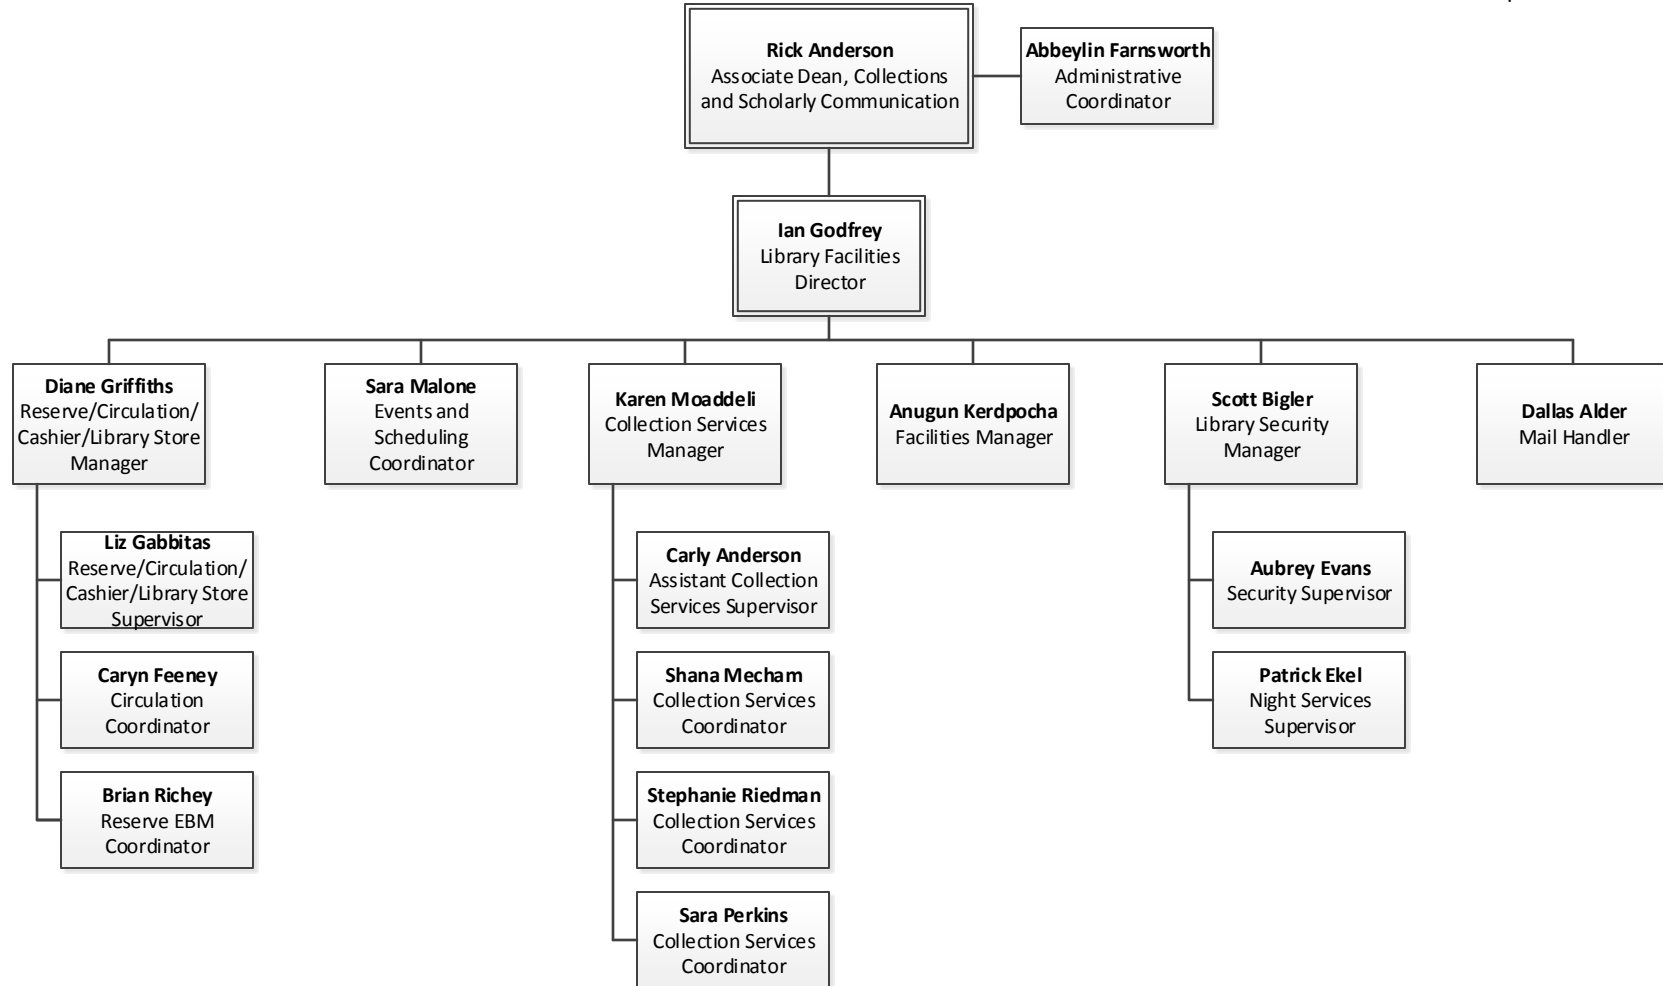 Rick Anderson
Associate Dean, Collections
and Scholarly Communication
Abbeylin Farnsworth
Administrative
Coordinator
Ian Godfrey
Library Facilities
Director
Diane Griffiths
Reserve/Circulation/
Cashier/Library Store
Manager
Sara Malone
Events and
Scheduling
Coordinator
Karen Moaddeli
Collection Services
Manager
Anugun Kerdpocha
Facilities Manager
Scott Bigler
Library Security
Manager
Dallas Alder
Mail Handler
Liz Gabbitas
Reserve/Circulation/
Cashier/Library Store
Supervisor
Caryn Feeney
Circulation
Coordinator
Brian Richey
Reserve EBM
Coordinator
Carly Anderson
Assistant Collection
Services Supervisor
Shana Mecham
Collection Services
Coordinator
Stephanie Riedman
Collection Services
Coordinator
Sara Perkins
Collection Services
Coordinator
Aubrey Evans
Security Supervisor
Patrick Ekel
Night Services
Supervisor